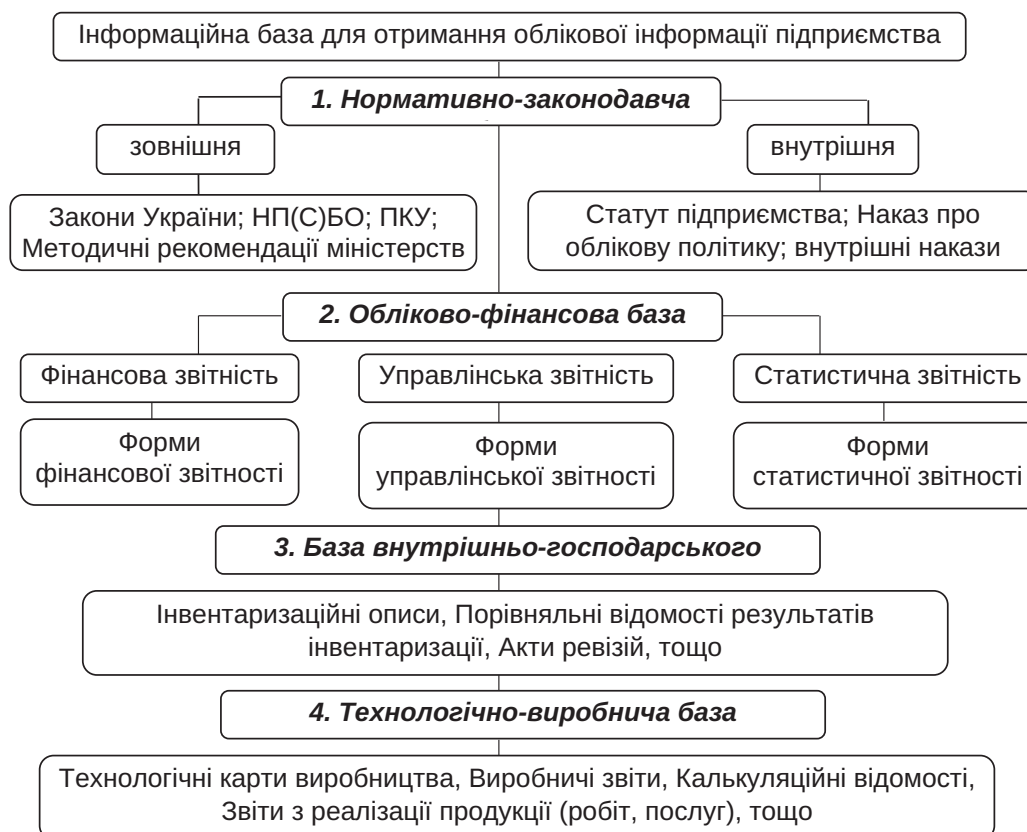 Інформаційна база для отримання облікової інформації підприємства
1. Нормативно-законодавча
зовнішня
внутрішня
Закони України; НП(С)БО; ПКУ;
Методичні рекомендації міністерств
Статут підприємства; Наказ про
облікову політику; внутрішні накази
2. Обліково-фінансова база
Фінансова звітність
Управлінська звітність
Статистична звітність
Форми
фінансової звітності
Форми
управлінської звітності
Форми
статистичної звітності
3. База внутрішньо-господарського
Інвентаризаційні описи, Порівняльні відомості результатів
інвентаризації, Акти ревізій, тощо
4. Технологічно-виробнича база
Технологічні карти виробництва, Виробничі звіти, Калькуляційні відомості,
Звіти з реалізації продукції (робіт, послуг), тощо